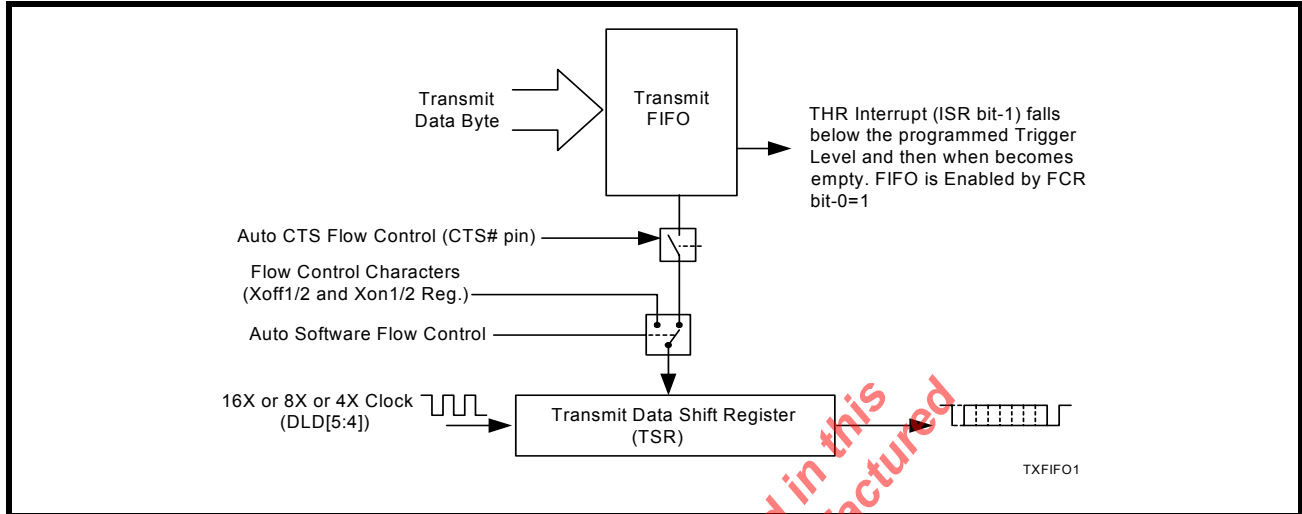 Transmit
Data Byte
Transmit
FIFO
THR Interrupt (ISR bit-1) falls
below the programmed Trigger
Level and then when becomes
empty. FIFO is Enabled by FCR
bit-0=1
Auto CTS Flow Control (CTS# pin)
Flow Control Characters
(Xoff1/2 and Xon1/2 Reg.)
Auto Software Flow Control
16X or 8X or 4X Clock
(DLD[5:4])
Transmit Data Shift Register
(TSR)
TXFIFO1
in this